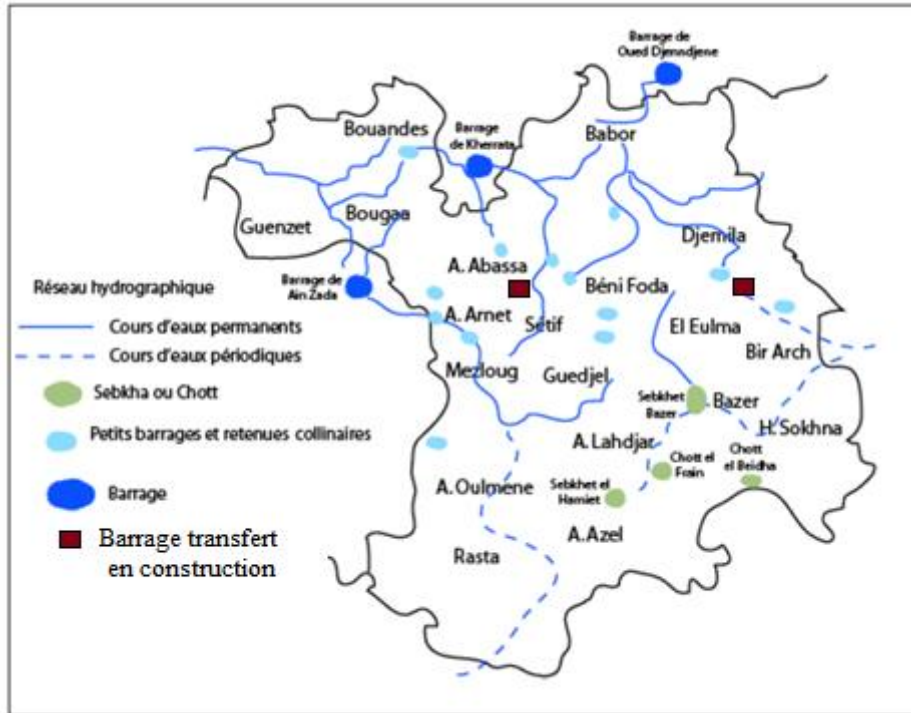 Barrage de
Oued Djenndjene
Bouandes
Barrage
de Kherrata
Babor
Guenzet
Bougaa
Djemila
A. Abassa
Barrage de
Ain Zada
Béni Foda
Réseau hydrographique
A. Arnet
Sétif
El Eulma
Cours d'eaux permanents
Bir Arch
Cours d'eaux périodiques
Mezloug
Guedjel
Sebkha ou Chott
Sebkhet
Bazer
Bazer
H. Sokhna
Petits barrages et retenues collinaires
A. Lahdjar
Chott el
Frain
Chott
el Beidha
A. Oulmene
Sebkhet el
Hamiet
Barrage
A. Azel
Barrage transfert
en construction
Rasta